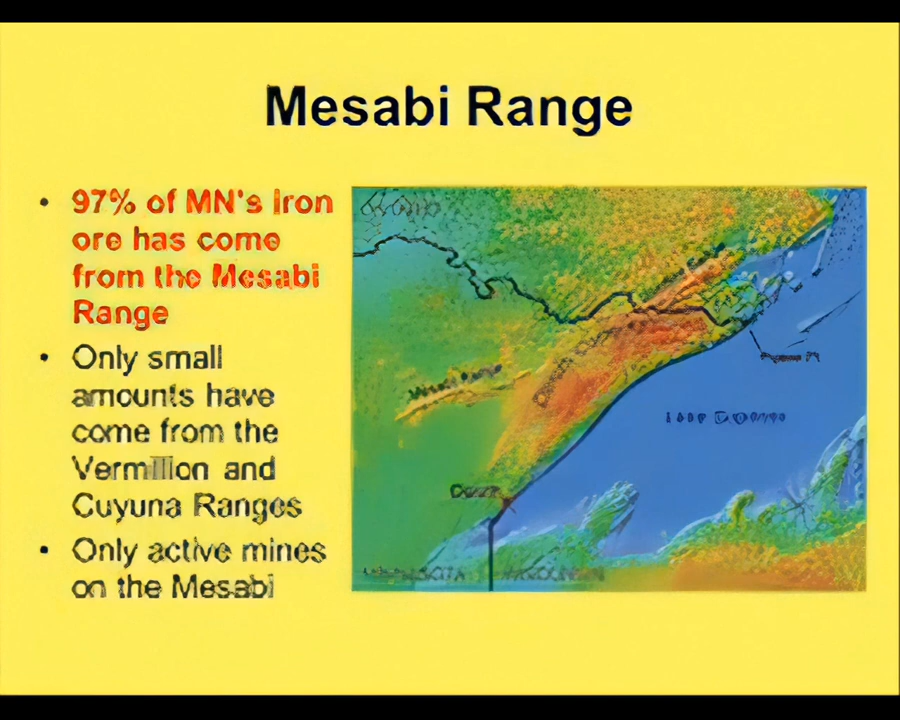 Mesabi Range
• 97% of MN's Iron
ore has come
from the Mesabi
Range
• Only small
amounts have
come from the
Vermillion and
Cuyuna Ranges
• Only active mines
on the Mesabi